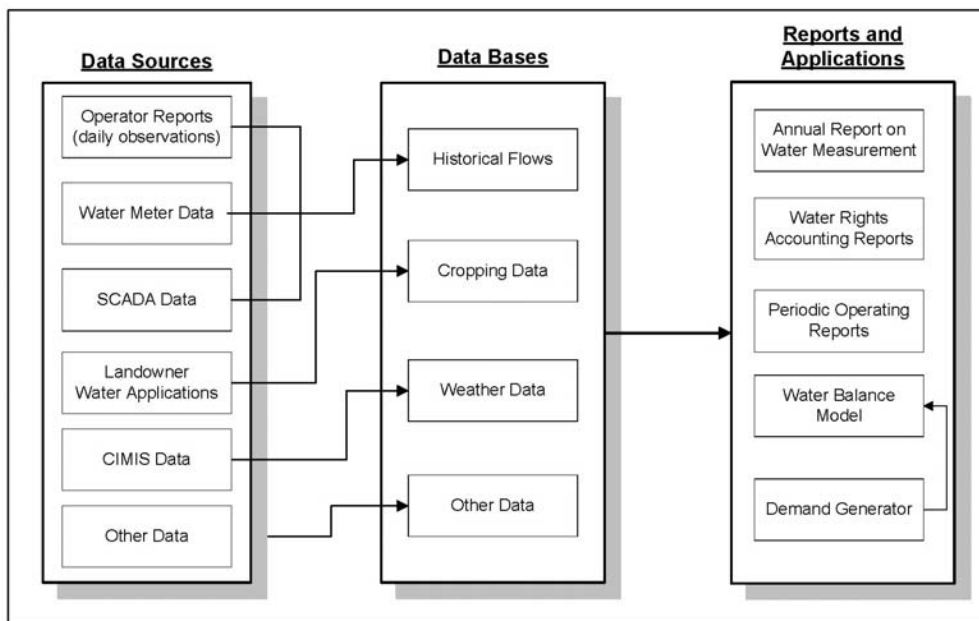 Data Sources
Operator Reports
(daily observations)
Water Meter Data
SCADA Data
Landowner
Water Applications
CIMIS Data
Other Data
Data Bases
Historical Flows
Cropping Data
Weather Data
Other Data
Reports and
Applications
Annual Report on
Water Measurement
Water Rights
Accounting Reports
Periodic Operating
Reports
Water Balance
Model
Demand Generator